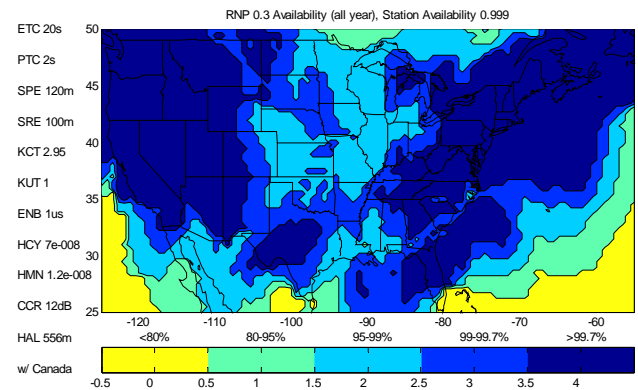 RNP 0.3 Availability (all year), Station Availability 0.999
ETC 20s
PTC 2s
SPE 120m
SRE 100m
KCT 2.95
KUT 1
ENB 1us
HCY 7e-008
HMN 1.2e-008
CCR 12dB
HAL 556m
w/ Canada
50
45
40
35
30
25
-120 -110 -100 -90 -80 -70 -60
<80% 80-95% 95-99% 99-99.7% >99.7%
-0.5 0 0.5 1 1.5 2 2.5 3 3.5 4